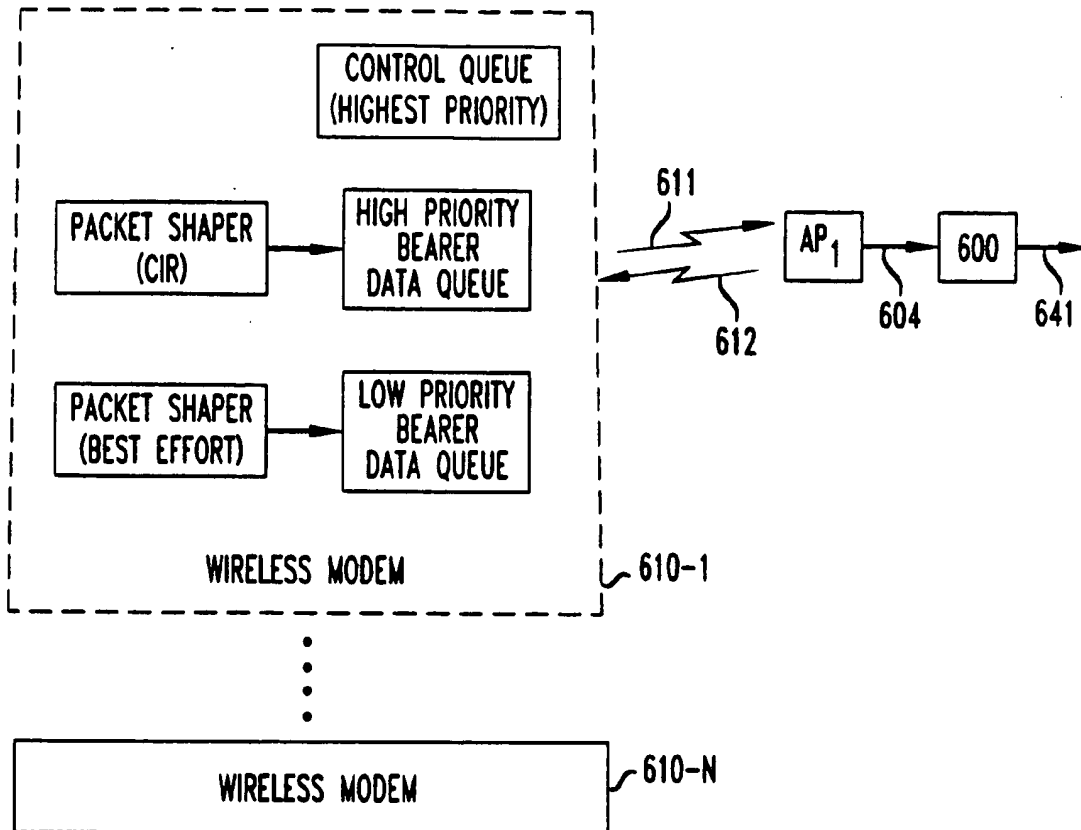 CONTROL QUEUE
(HIGHEST PRIORITY)
PACKET SHAPER
(CIR)
HIGH PRIORITY
BEARER
DATA QUEUE
611
AP1
600
604
641
612
PACKET SHAPER
(BEST EFFORT)
LOW PRIORITY
BEARER
DATA QUEUE
WIRELESS MODEM
610-1
WIRELESS MODEM
610-N